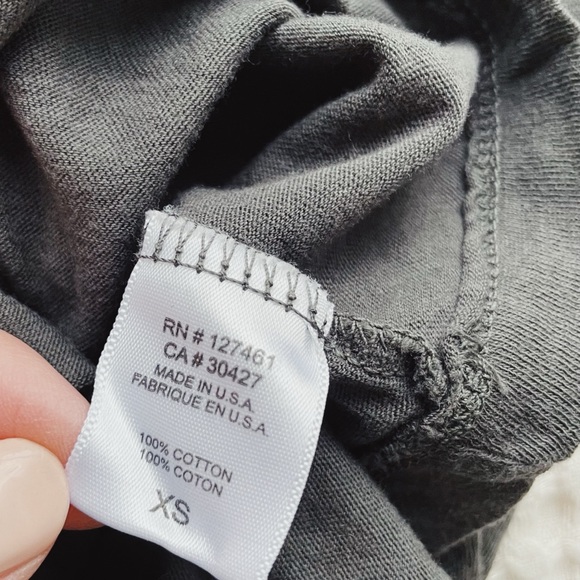 RN # 127461
CA # 30427
MADE IN U.S.A.
FABRIQUE EN U.S.A.
100% COTTON
100% COTON
XS